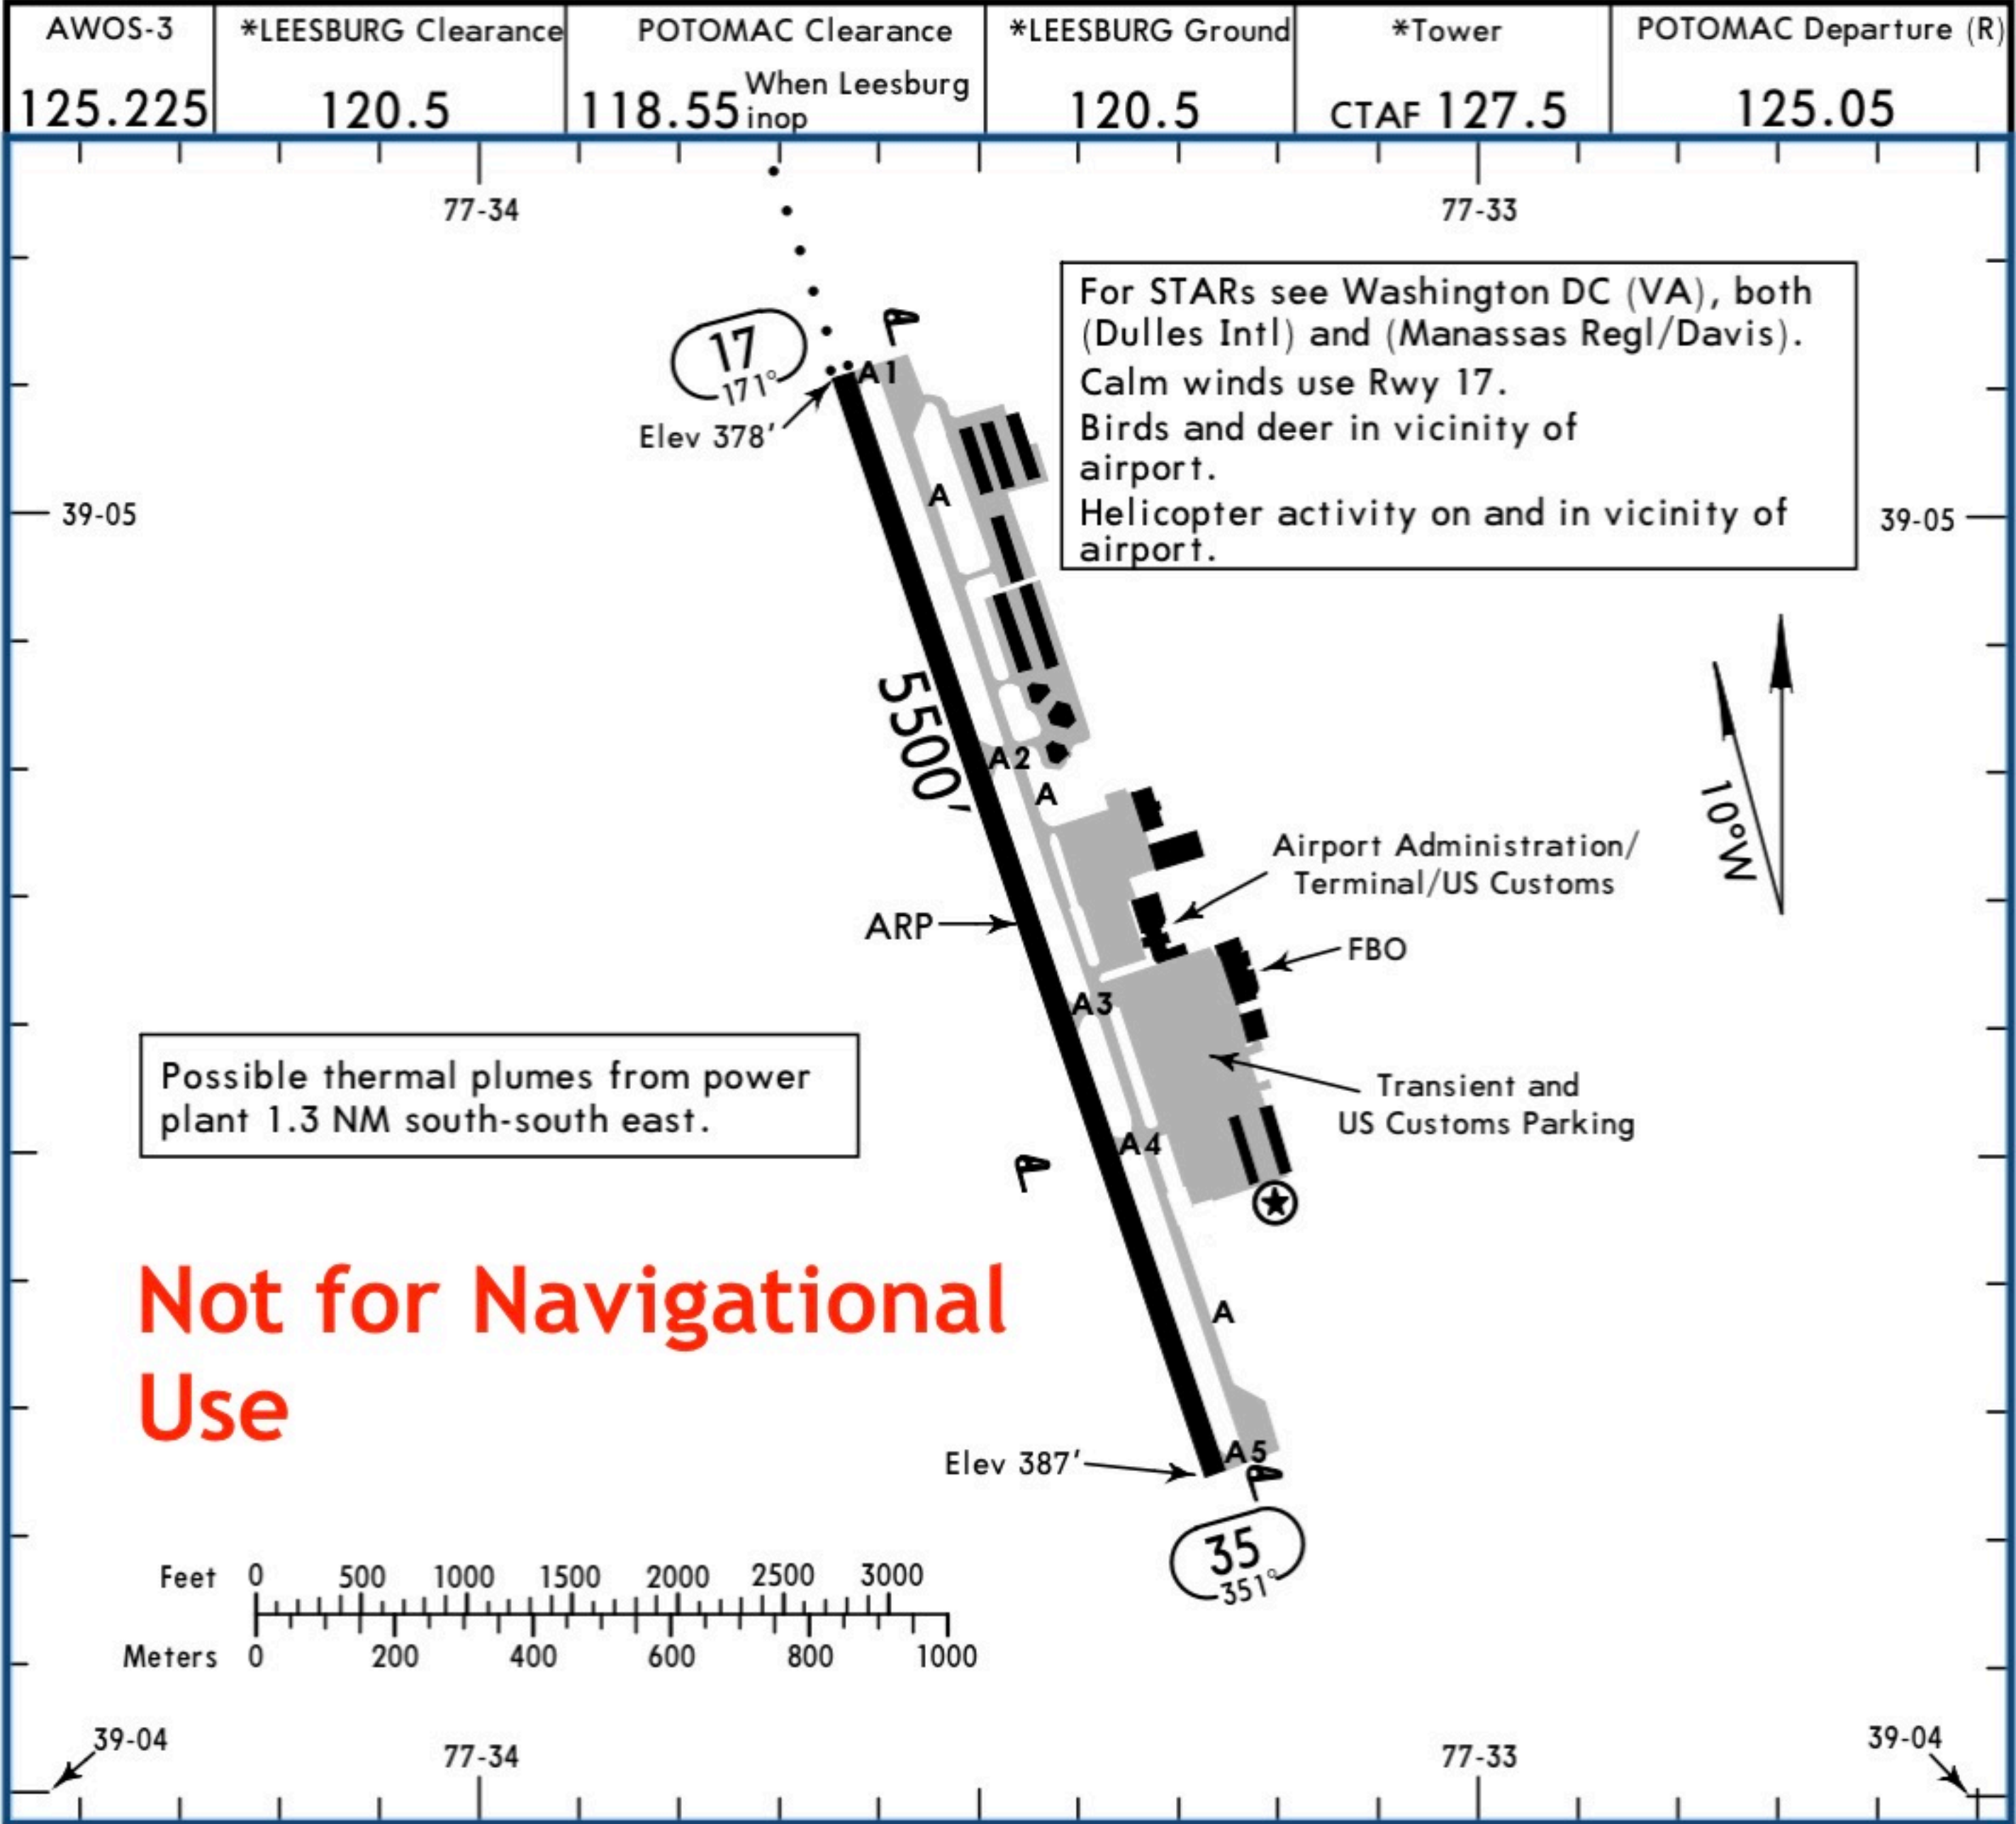 AWOS-3
125.225
*LEESBURG Clearance
120.5
POTOMAC Clearance
118.55 When Leesburg
inop
*LEESBURG Ground
120.5
*Tower
CTAF 127.5
POTOMAC Departure (R)
125.05
77-34
77-33
For STARs see Washington DC (VA), both
(Dulles Intl) and (Manassas Regl/Davis).
Calm winds use Rwy 17.
Birds and deer in vicinity of
airport.
Helicopter activity on and in vicinity of
airport.
17
171°
A1
Elev 378'
A
39-05
39-05
5500'
A2
A
10°W
Airport Administration/
Terminal/US Customs
ARP
FBO
A3
Possible thermal plumes from power
plant 1.3 NM south-south east.
Transient and
US Customs Parking
A4
Not for Navigational
Use
A
A5
Elev 387'
35
351°
Feet 0 500 1000 1500 2000 2500 3000
Meters 0 200 400 600 800 1000
39-04
77-34
77-33
39-04